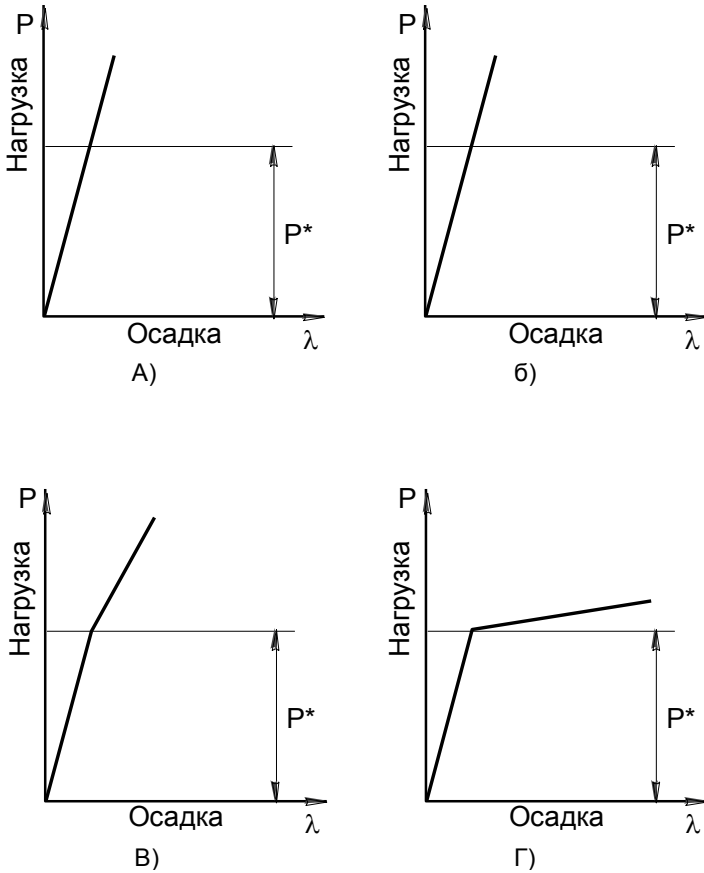 P
Нагрузка
P*
Осадка
λ
А)
P
Нагрузка
P*
Осадка
λ
б)
P
Нагрузка
P*
Осадка
λ
В)
P
Нагрузка
P*
Осадка
λ
Г)